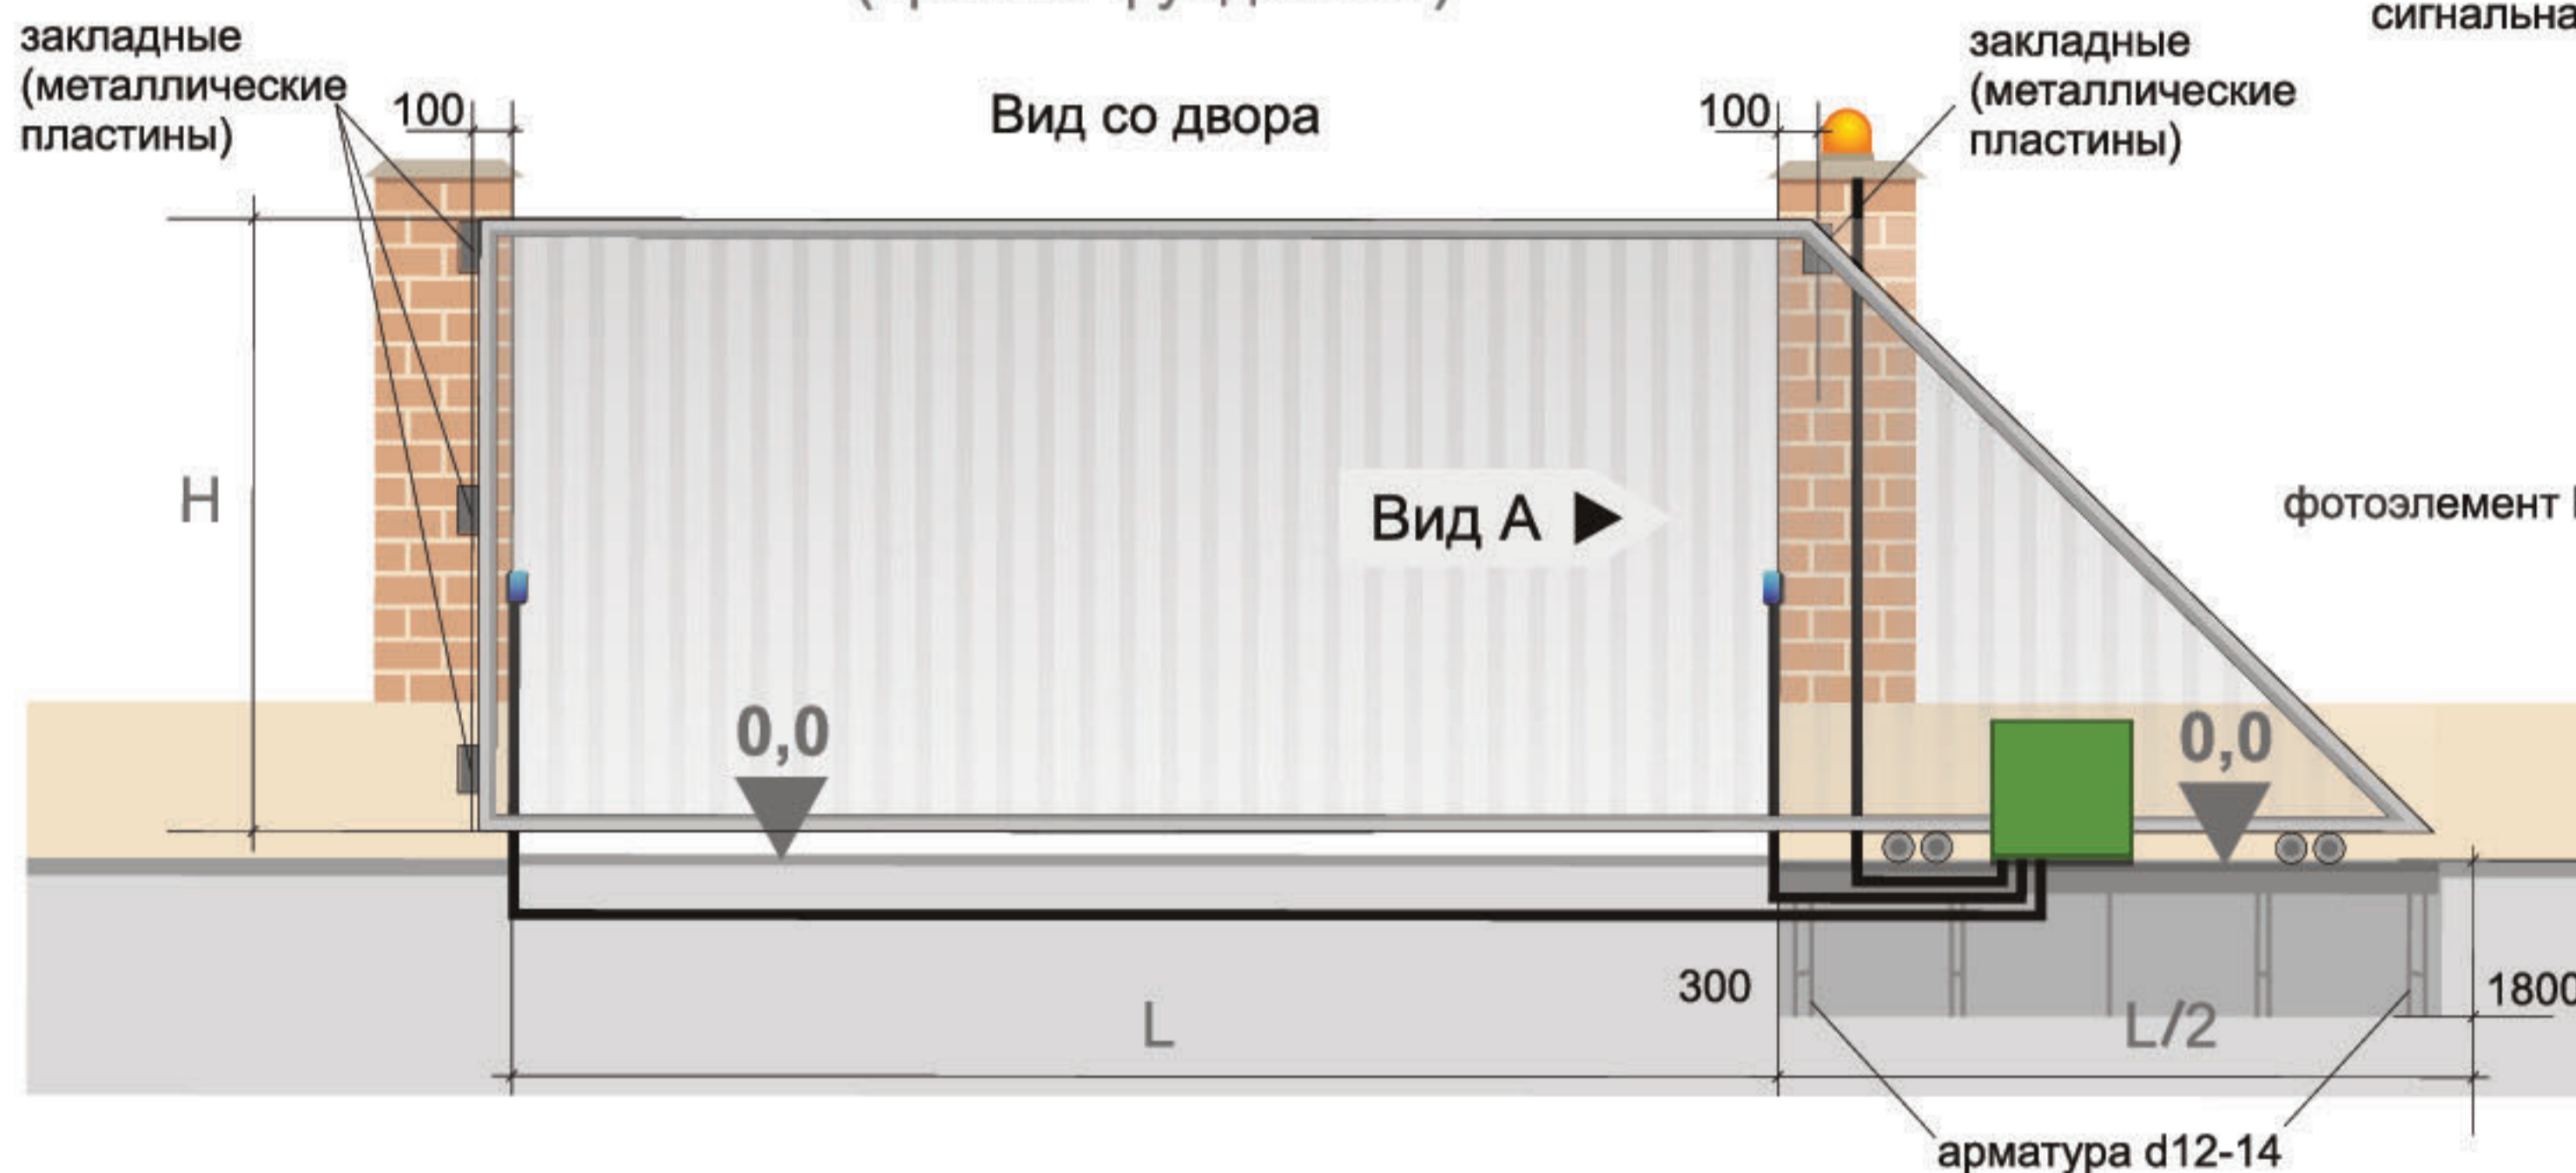 сигнальна
закладные
(металлические
пластины)
100
Вид со двора
100
закладные
(металлические
пластины)
H
Вид А
фотоэлемент
0,0
0,0
300
1800
L
L/2
арматура d12-14